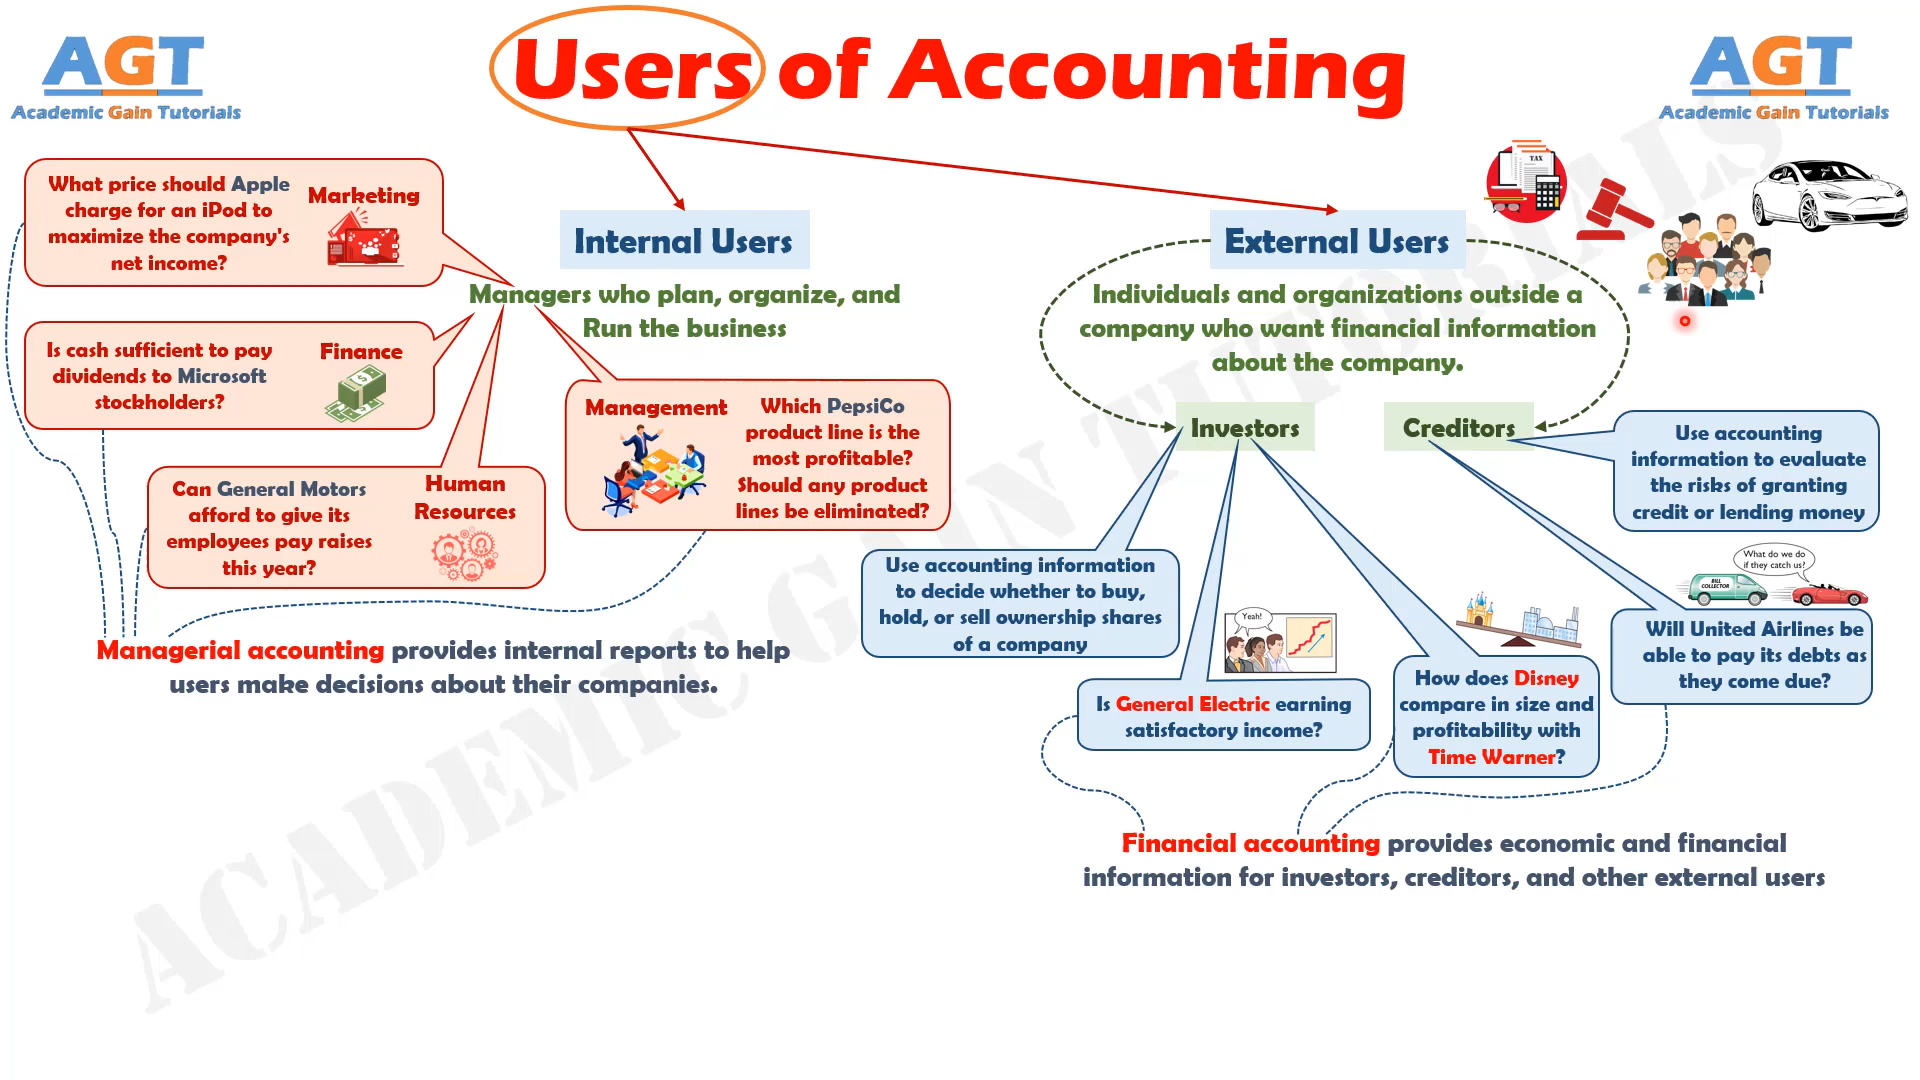 AGT
Academic Gain Tutorials
Users of Accounting
AGT
Academic Gain Tutorials
What price should Apple
charge for an iPod to
maximize the company's
net income?
Marketing
Internal Users
Managers who plan, organize, and
Run the business
Is cash sufficient to pay
dividends to Microsoft
stockholders?
Finance
Can General Motors
afford to give its
employees pay raises
this year?
Human
Resources
Management
Which PepsiCo
product line is the
most profitable?
Should any product
lines be eliminated?
Managerial accounting provides internal reports to help
users make decisions about their companies.
TAX
External Users
Individuals and organizations outside a
company who want financial information
about the company.
Investors
Creditors
Use accounting
information to evaluate
the risks of granting
credit or lending money
Use accounting information
to decide whether to buy,
hold, or sell ownership shares
of a company
Yeah!
Is General Electric earning
satisfactory income?
How does Disney
compare in size and
profitability with
Time Warner?
What do we do
if they catch us?
BILL
COLLECTOR
Will United Airlines be
able to pay its debts as
they come due?
Financial accounting provides economic and financial
information for investors, creditors, and other external users
ACADEMIC GAIN TUTORIALS